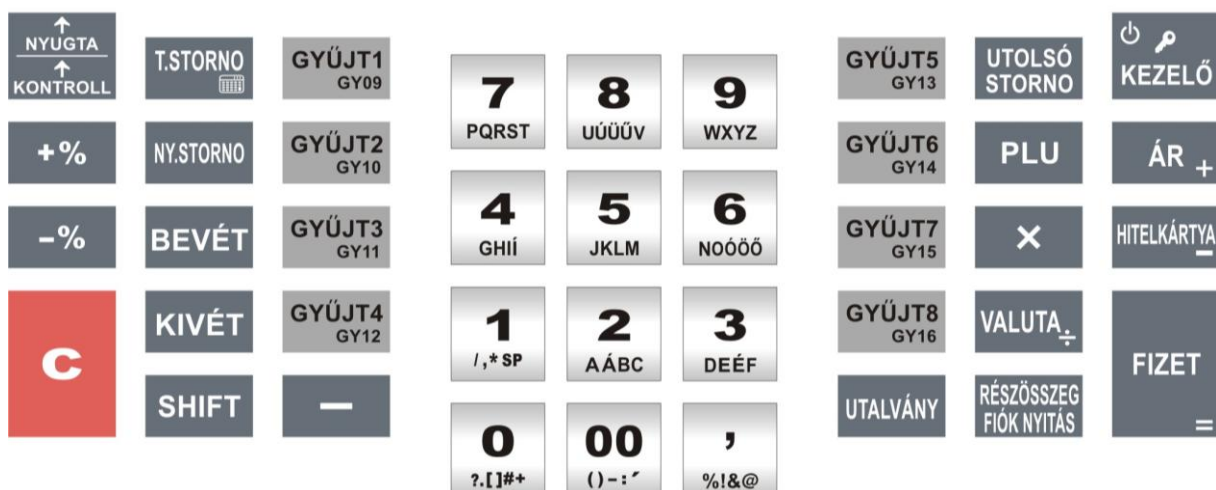 ↑
NYUGTA
↑
KONTROLL
T.STORNO
GYŰJT1
GY09
+%
NY.STORNO
GYŰJT2
GY10
-%
BEVÉT
GYŰJT3
GY11
C
KIVÉT
GYŰJT4
GY12
SHIFT
—
7
PQRST
8
UÚÜŰV
9
WXYZ
4
GHIÍ
5
JKLM
6
NOÓÖŐ
1
/,* SP
2
AÁBC
3
DEÉF
0
?.[]#+
00
()-:´
,
%!&@
GYŰJT5
GY13
UTOLSÓ
STORNO
KEZELŐ
GYŰJT6
GY14
PLU
ÁR +
GYŰJT7
GY15
×
HITELKÁRTYA
−
GYŰJT8
GY16
VALUTA ÷
FIZET
=
UTALVÁNY
RÉSZÖSSZEG
FIÓK NYITÁS